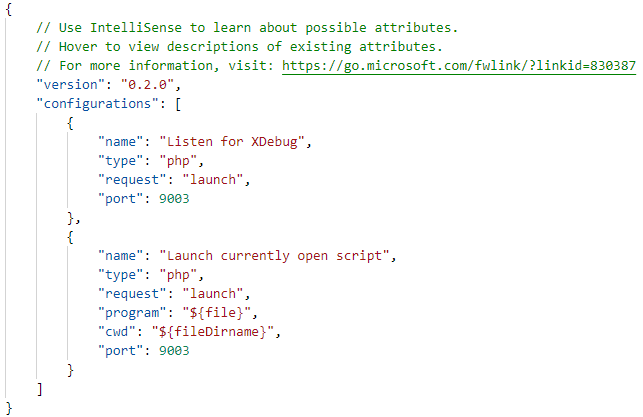 {
    // Use IntelliSense to learn about possible attributes.
    // Hover to view descriptions of existing attributes.
    // For more information, visit: https://go.microsoft.com/fwlink/?linkid=830387
    "version": "0.2.0",
    "configurations": [
        {
            "name": "Listen for XDebug",
            "type": "php",
            "request": "launch",
            "port": 9003
        },
        {
            "name": "Launch currently open script",
            "type": "php",
            "request": "launch",
            "program": "${file}",
            "cwd": "${fileDirname}",
            "port": 9003
        }
    ]
}